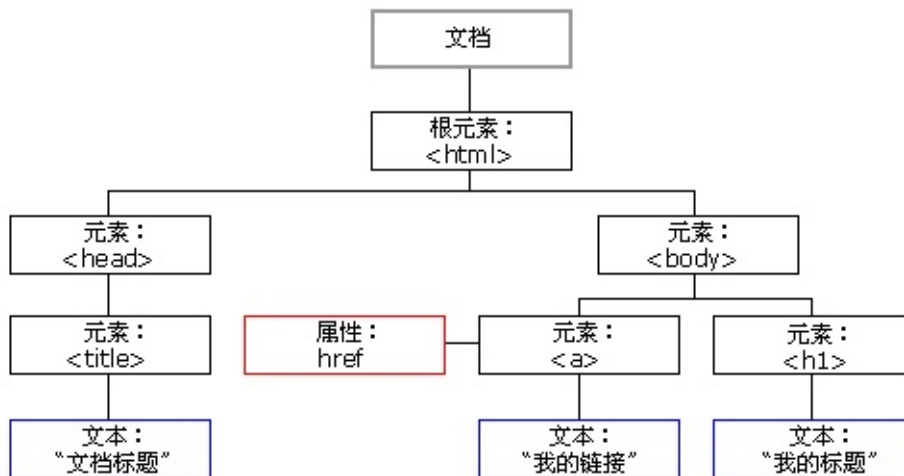 文档
根元素：
<html>
元素：
<head>
元素：
<body>
元素：
<title>
属性：
href
元素：
<a>
元素：
<h1>
文本：
“文档标题”
文本：
“我的链接”
文本：
“我的标题”